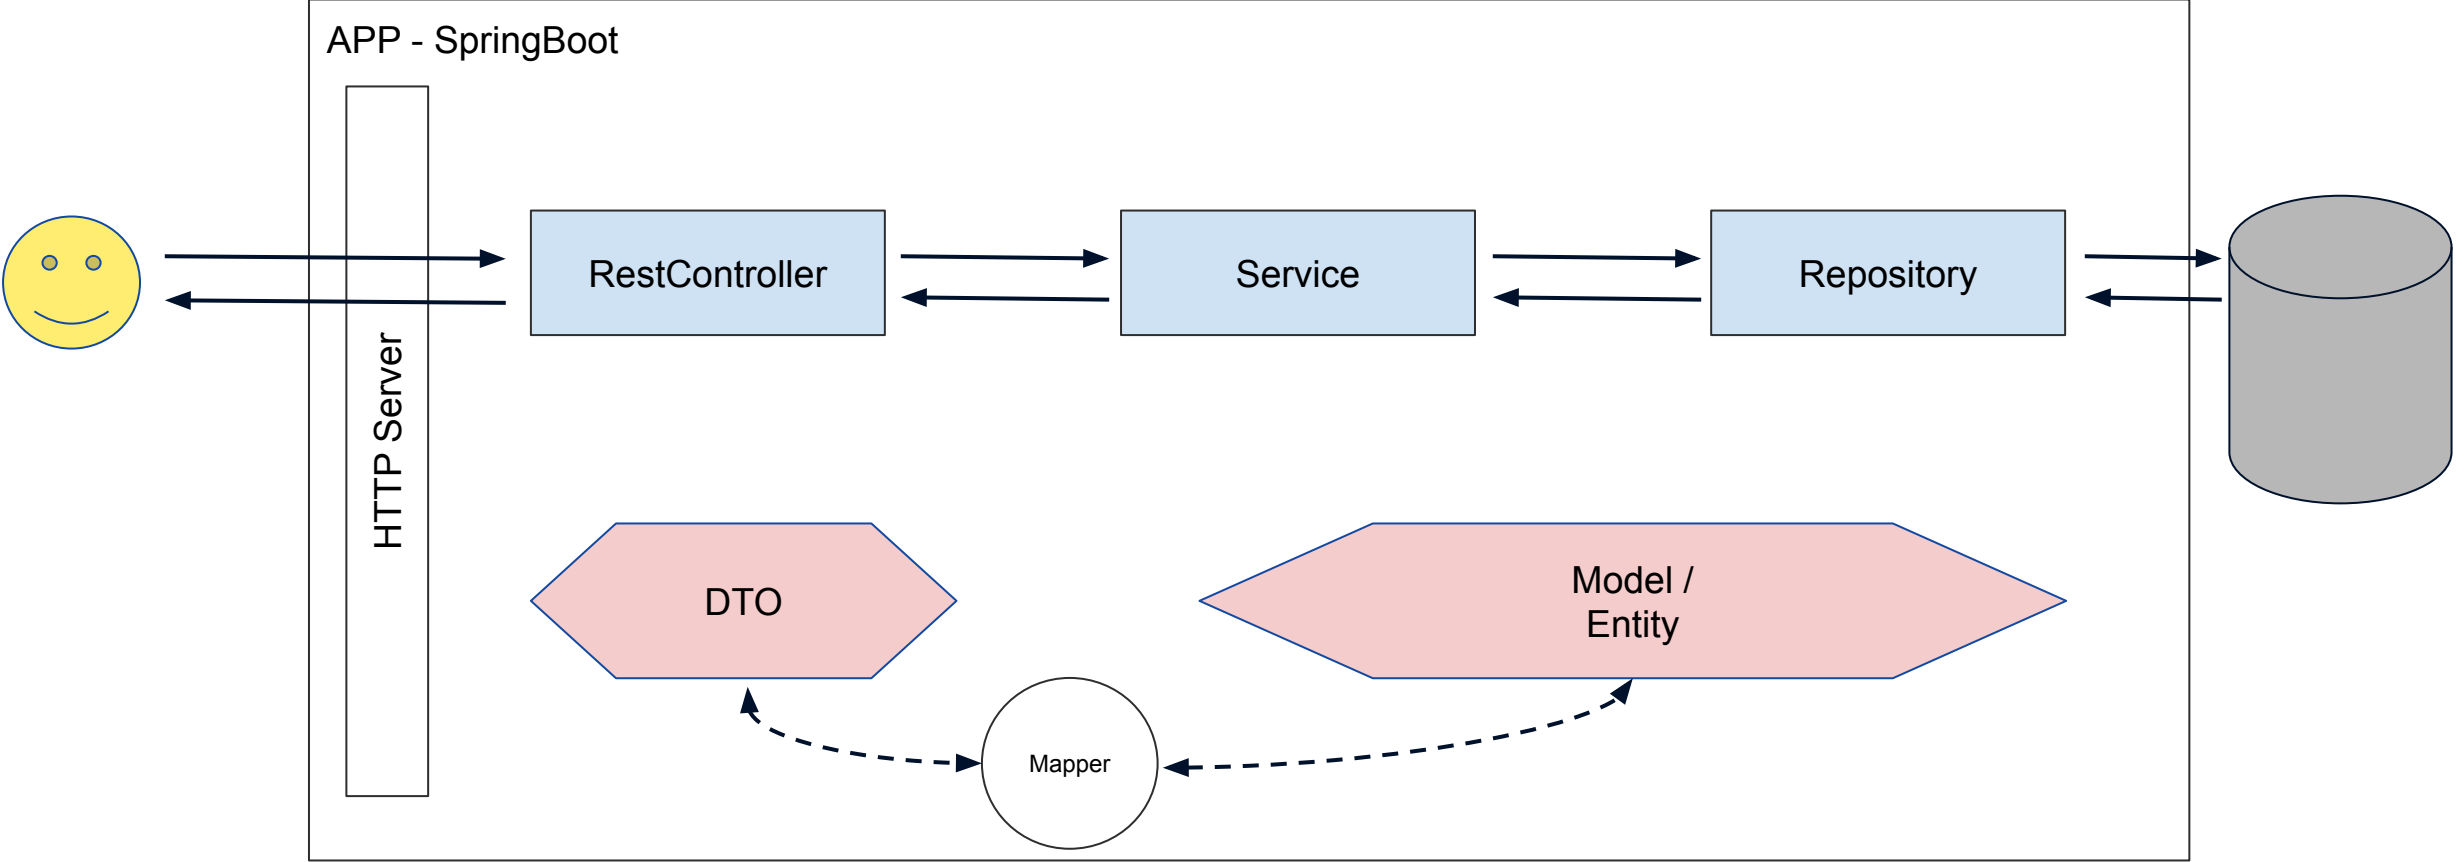 APP - SpringBoot
HTTP Server
RestController
Service
Repository
DTO
Model /
Entity
Mapper